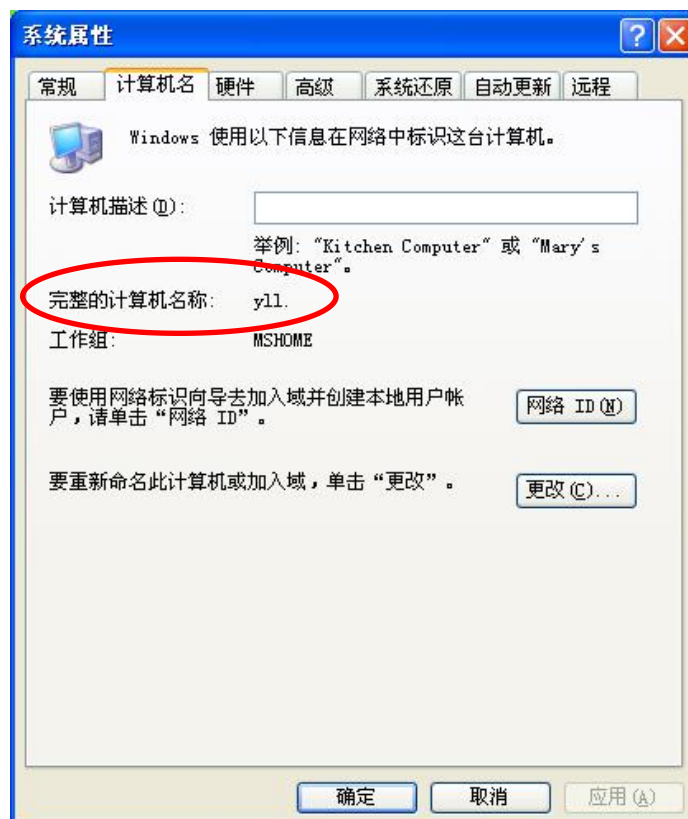 系统属性
常规 计算机名 硬件 高级 系统还原 自动更新 远程
Windows 使用以下信息在网络中标识这台计算机。
计算机描述(D):
举例: "Kitchen Computer" 或 "Mary's
Computer"。
完整的计算机名称: yll.
工作组: MSHOME
要使用网络标识向导去加入域并创建本地用户帐
户，请单击“网络 ID”。
网络 ID(N)
要重新命名此计算机或加入域，单击“更改”。
更改(C)...
确定 取消 应用(A)